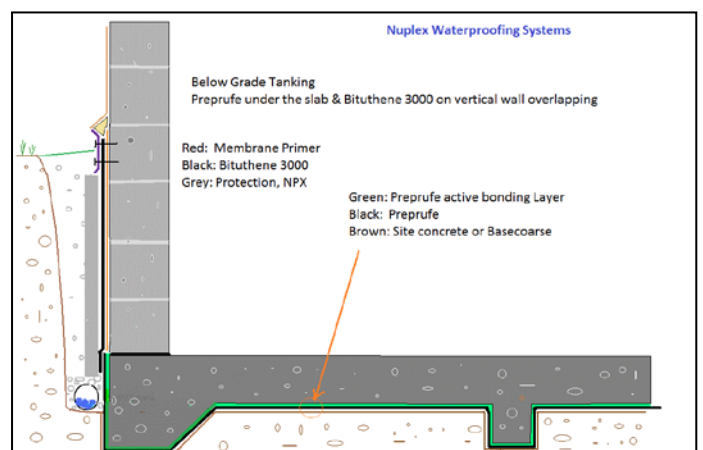 Nuplex Waterproofing Systems
Below Grade Tanking
Preprufe under the slab & Bituthene 3000 on vertical wall overlapping
Red:  Membrane Primer
Black: Bituthene 3000
Grey: Protection, NPX
Green: Preprufe active bonding Layer
Black:  Preprufe
Brown: Site concrete or Basecoarse